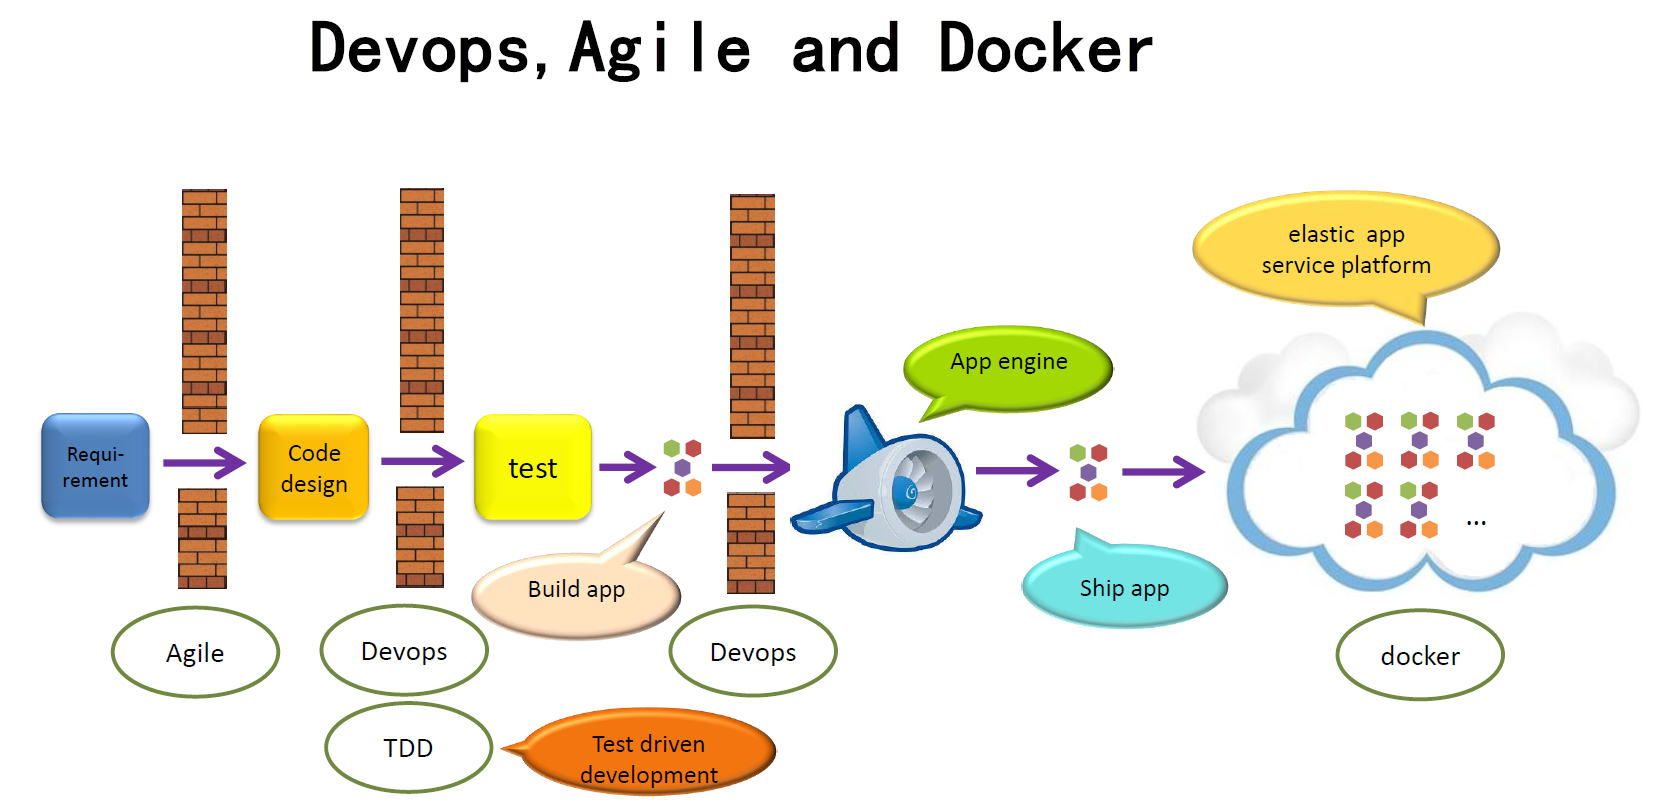 Devops, Agile and Docker
elastic app
service platform
App engine
Requi-
rement
Code
design
test
...
Build app
Ship app
Agile
Devops
Devops
docker
TDD
Test driven
development